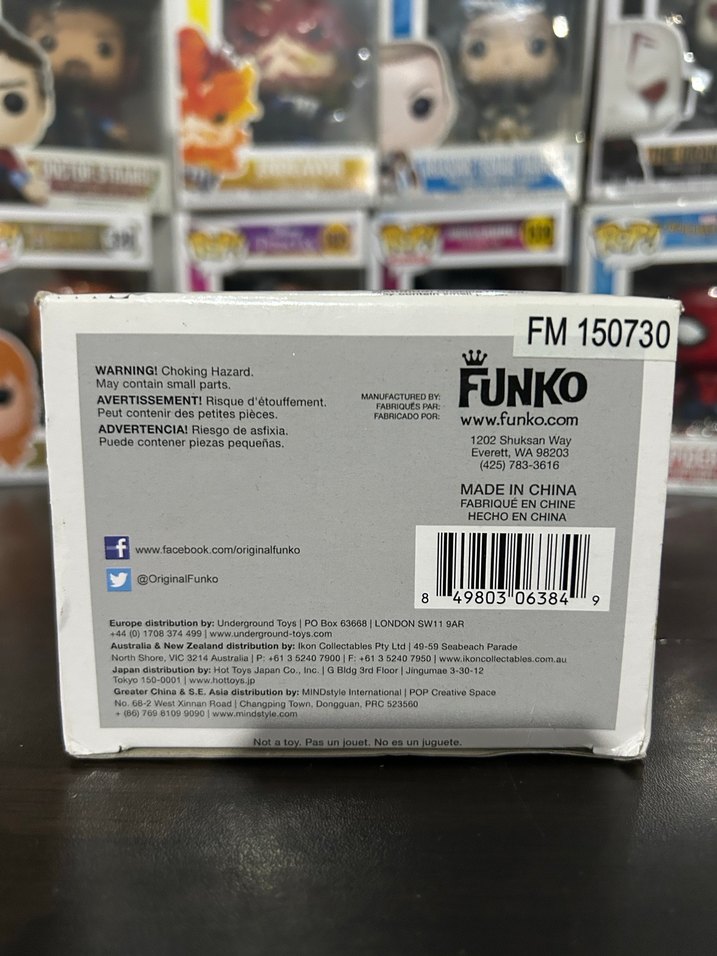 FM 150730
WARNING! Choking Hazard.
May contain small parts.
AVERTISSEMENT! Risque d'étouffement.
Peut contenir des petites pièces.
ADVERTENCIA! Riesgo de asfixia.
Puede contener piezas pequeñas.
MANUFACTURED BY:
FABRIQUÉS PAR:
FABRICADO POR:
FUNKO
www.funko.com
1202 Shuksan Way
Everett, WA 98203
(425) 783-3616
MADE IN CHINA
FABRIQUÉ EN CHINE
HECHO EN CHINA
8 49803 06384 9
f www.facebook.com/originalfunko
@OriginalFunko
Europe distribution by: Underground Toys | PO Box 63668 | LONDON SW11 9AR
+44 (0) 1708 374 499 | www.underground-toys.com
Australia & New Zealand distribution by: Ikon Collectables Pty Ltd | 49-59 Seabeach Parade
North Shore, VIC 3214 Australia | P: +61 3 5240 7900 | F: +61 3 5240 7950 | www.ikoncollectables.com.au
Japan distribution by: Hot Toys Japan Co., Inc. | G Bldg 3rd Floor | Jingumae 3-30-12
Tokyo 150-0001 | www.hottoys.jp
Greater China & S.E. Asia distribution by: MINDstyle International | POP Creative Space
No. 68-2 West Xinnan Road | Changping Town, Dongguan, PRC 523560
+ (86) 769 8109 9090 | www.mindstyle.com
Not a toy. Pas un jouet. No es un juguete.